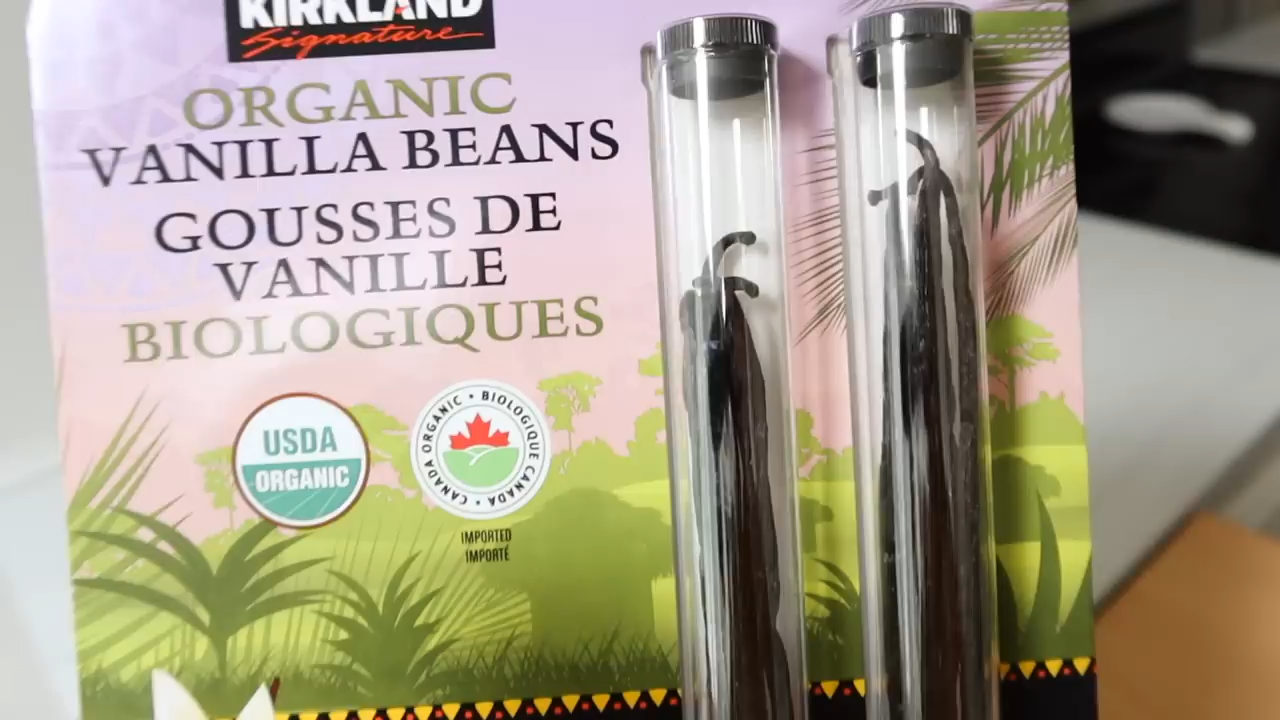 KIRKLAND
Signature
ORGANIC
VANILLA BEANS
GOUSSES DE
VANILLE
BIOLOGIQUES
USDA
ORGANIC
CANADA ORGANIC • BIOLOGIQUE CANADA •
IMPORTED
IMPORTÉ